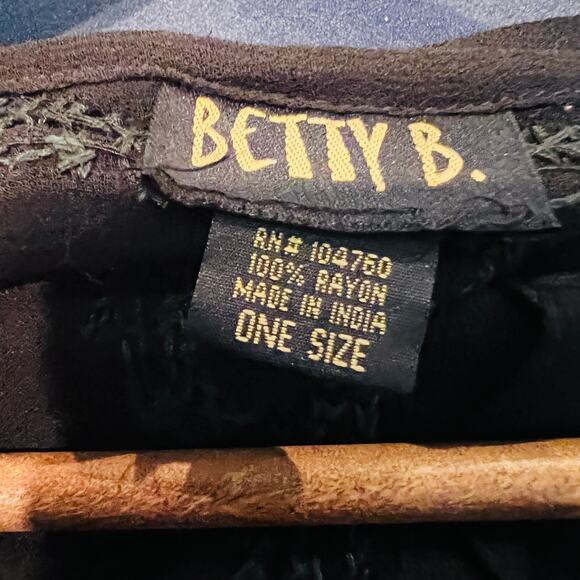 BETTY B.
RN# 104760
100% RAYON
MADE IN INDIA
ONE SIZE